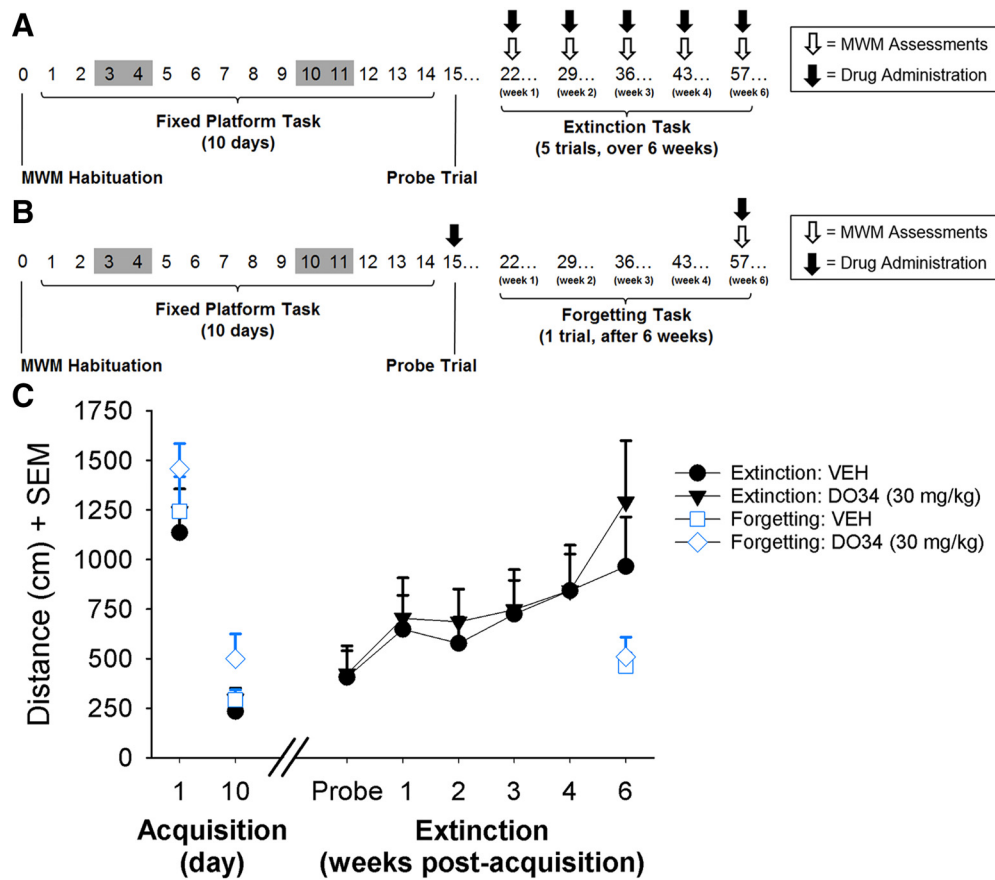 A
0 1 2 3 4 5 6 7 8 9 10 11 12 13 14 15... 22... 29... 36... 43... 57...
(week 1) (week 2) (week 3) (week 4) (week 6)
Fixed Platform Task
(10 days)
Extinction Task
(5 trials, over 6 weeks)
MWM Habituation
Probe Trial
= MWM Assessments
= Drug Administration
B
0 1 2 3 4 5 6 7 8 9 10 11 12 13 14 15... 22... 29... 36... 43... 57...
(week 1) (week 2) (week 3) (week 4) (week 6)
Fixed Platform Task
(10 days)
Forgetting Task
(1 trial, after 6 weeks)
MWM Habituation
Probe Trial
= MWM Assessments
= Drug Administration
C
Distance (cm) + SEM
1750
1500
1250
1000
750
500
250
0
1 10 Probe 1 2 3 4 6
Acquisition
(day)
Extinction
(weeks post-acquisition)
Extinction: VEH
Extinction: DO34 (30 mg/kg)
Forgetting: VEH
Forgetting: DO34 (30 mg/kg)